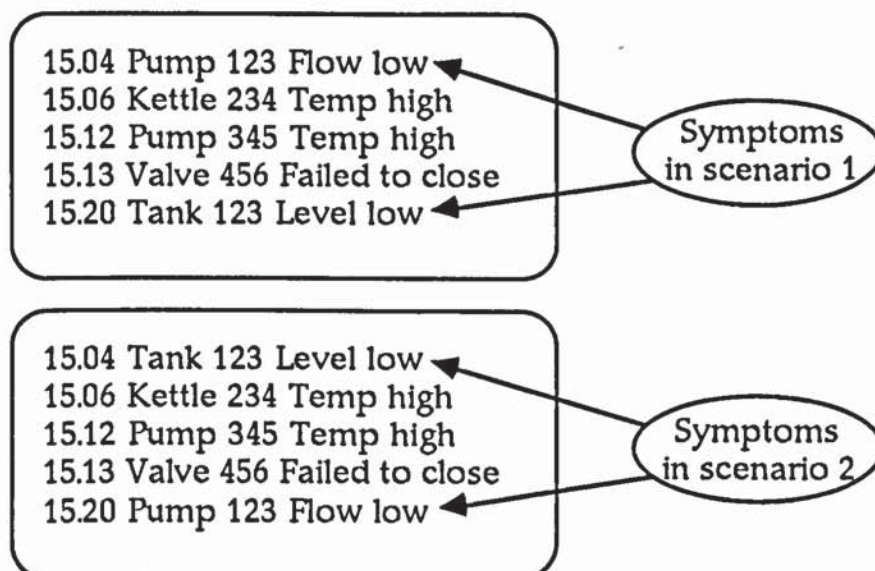 15.04 Pump 123 Flow low
15.06 Kettle 234 Temp high
15.12 Pump 345 Temp high
15.13 Valve 456 Failed to close
15.20 Tank 123 Level low
Symptoms
in scenario 1
15.04 Tank 123 Level low
15.06 Kettle 234 Temp high
15.12 Pump 345 Temp high
15.13 Valve 456 Failed to close
15.20 Pump 123 Flow low
Symptoms
in scenario 2